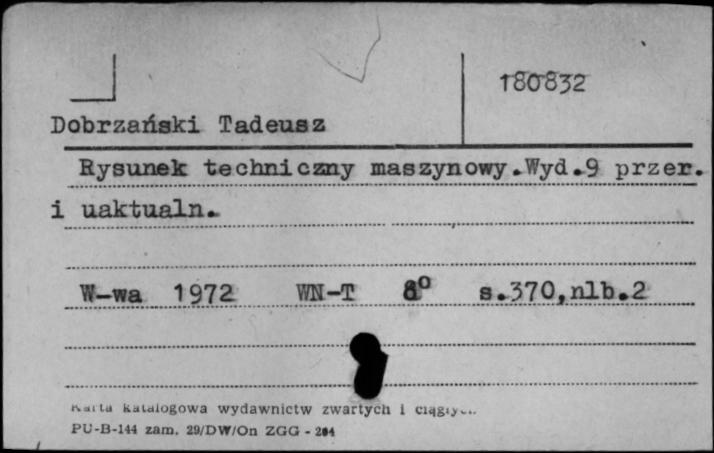 180832
Dobrzański Tadeusz
Rysunek techniczny maszynowy.Wyd.9 przer.
i uaktualn.
W-wa 1972 WN-T 8° s.370,nlb.2
Karta katalogowa wydawnictw zwartych i ciągłych
PU-B-144 zam. 29/DW/On ZGG - 204